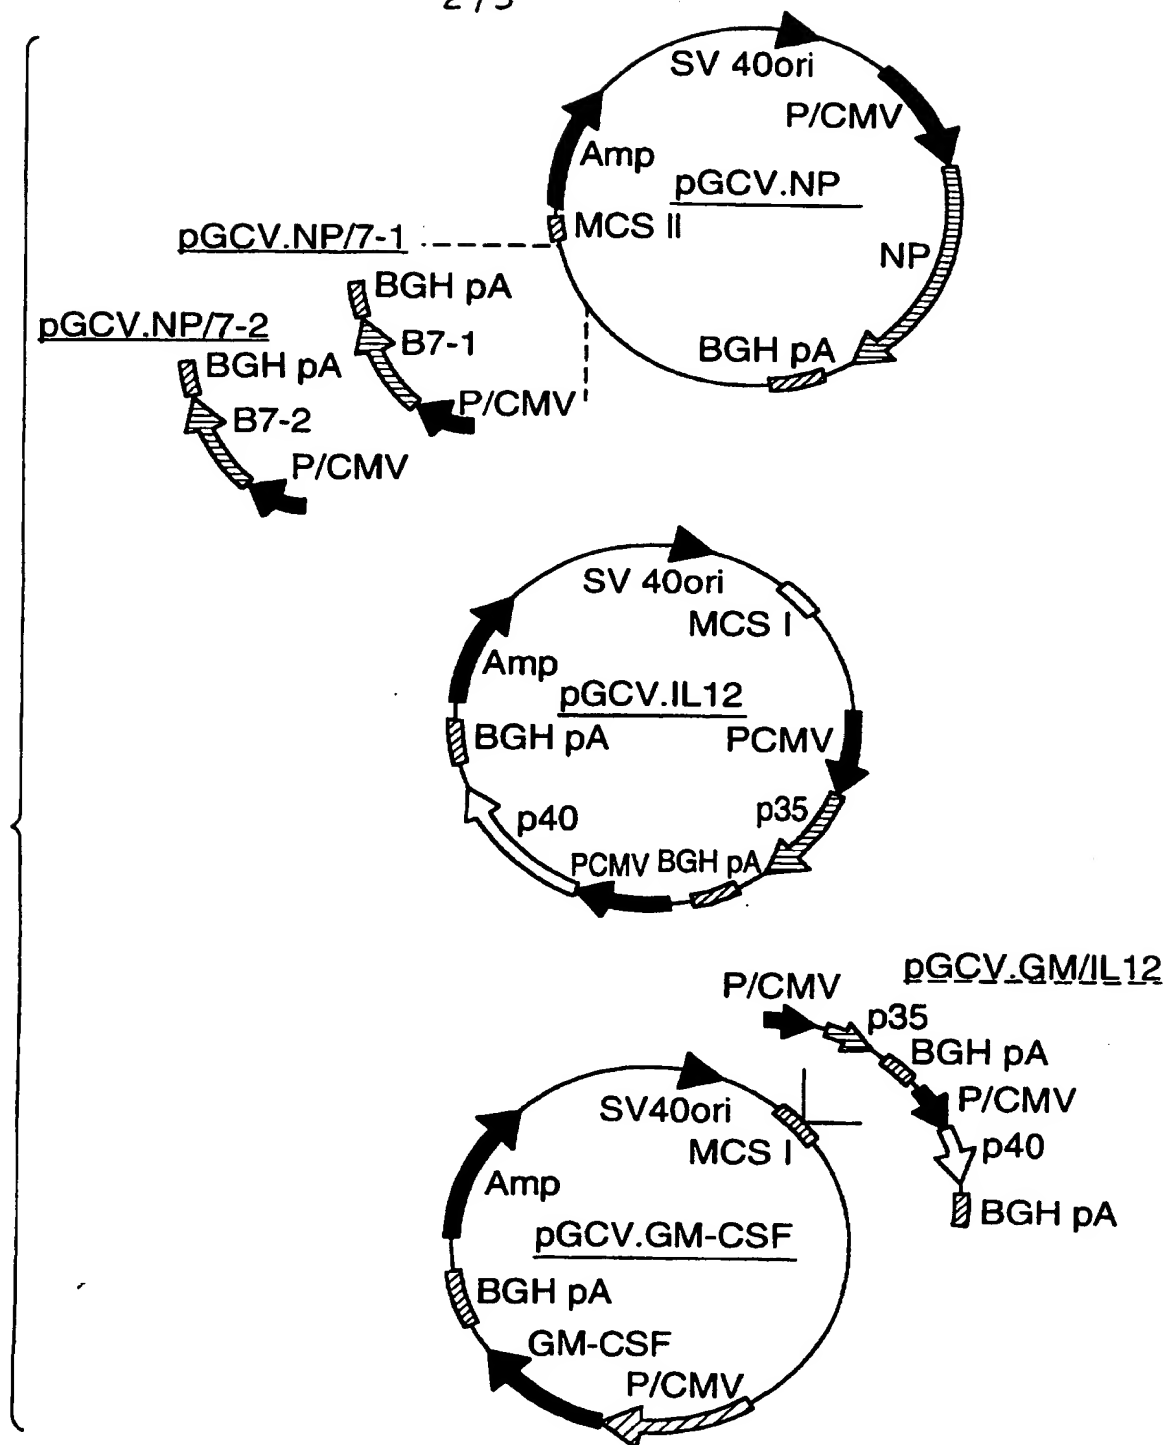 2/5
SV 40ori
P/CMV
Amp
pGCV.NP
MCS II
pGCV.NP/7-1
NP
BGH pA
pGCV.NP/7-2
BGH pA
B7-1
BGH pA
P/CMV
B7-2
P/CMV
SV 40ori
MCS I
Amp
pGCV.IL12
BGH pA
PCMV
p35
p40
PCMV BGH pA
pGCV.GM/IL12
P/CMV
p35
BGH pA
P/CMV
SV40ori
MCS I
p40
Amp
BGH pA
pGCV.GM-CSF
BGH pA
GM-CSF
P/CMV